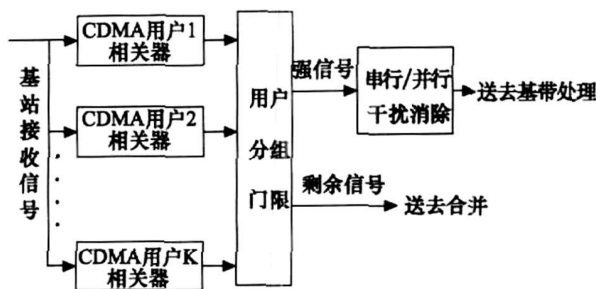 CDMA用户1
相关器
基站接收信号
CDMA用户2
相关器
CDMA用户K
相关器
用户分组门限
强信号
串行/并行
干扰消除
送去基带处理
剩余信号
送去合并